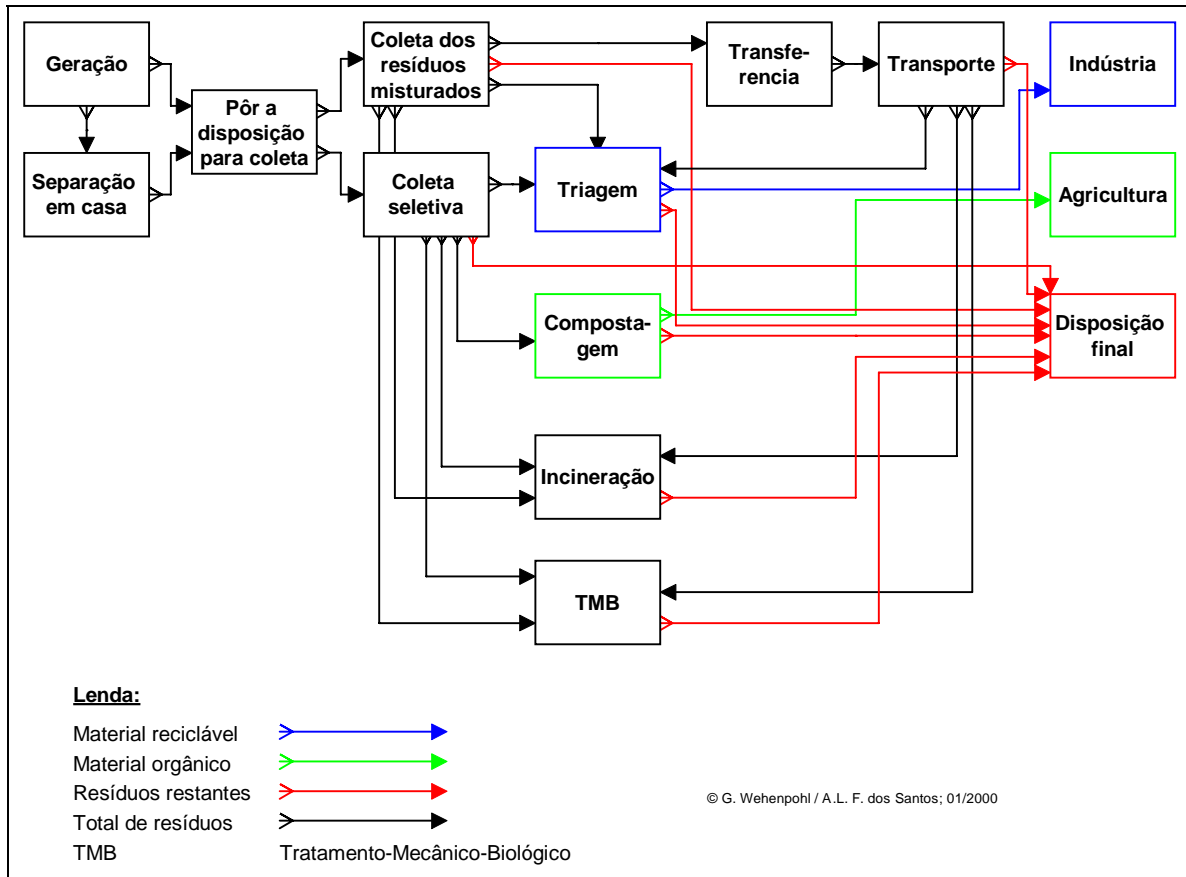 Geração
Separação
em casa
Pôr a
disposição
para coleta
Coleta dos
resíduos
misturados
Coleta
seletiva
Transfe-
rencia
Transporte
Indústria
Triagem
Agricultura
Composta-
gem
Disposição
final
Incineração
TMB
Lenda:
Material reciclável
Material orgânico
Resíduos restantes
Total de resíduos
TMB Tratamento-Mecânico-Biológico
© G. Wehenpohl / A.L. F. dos Santos; 01/2000